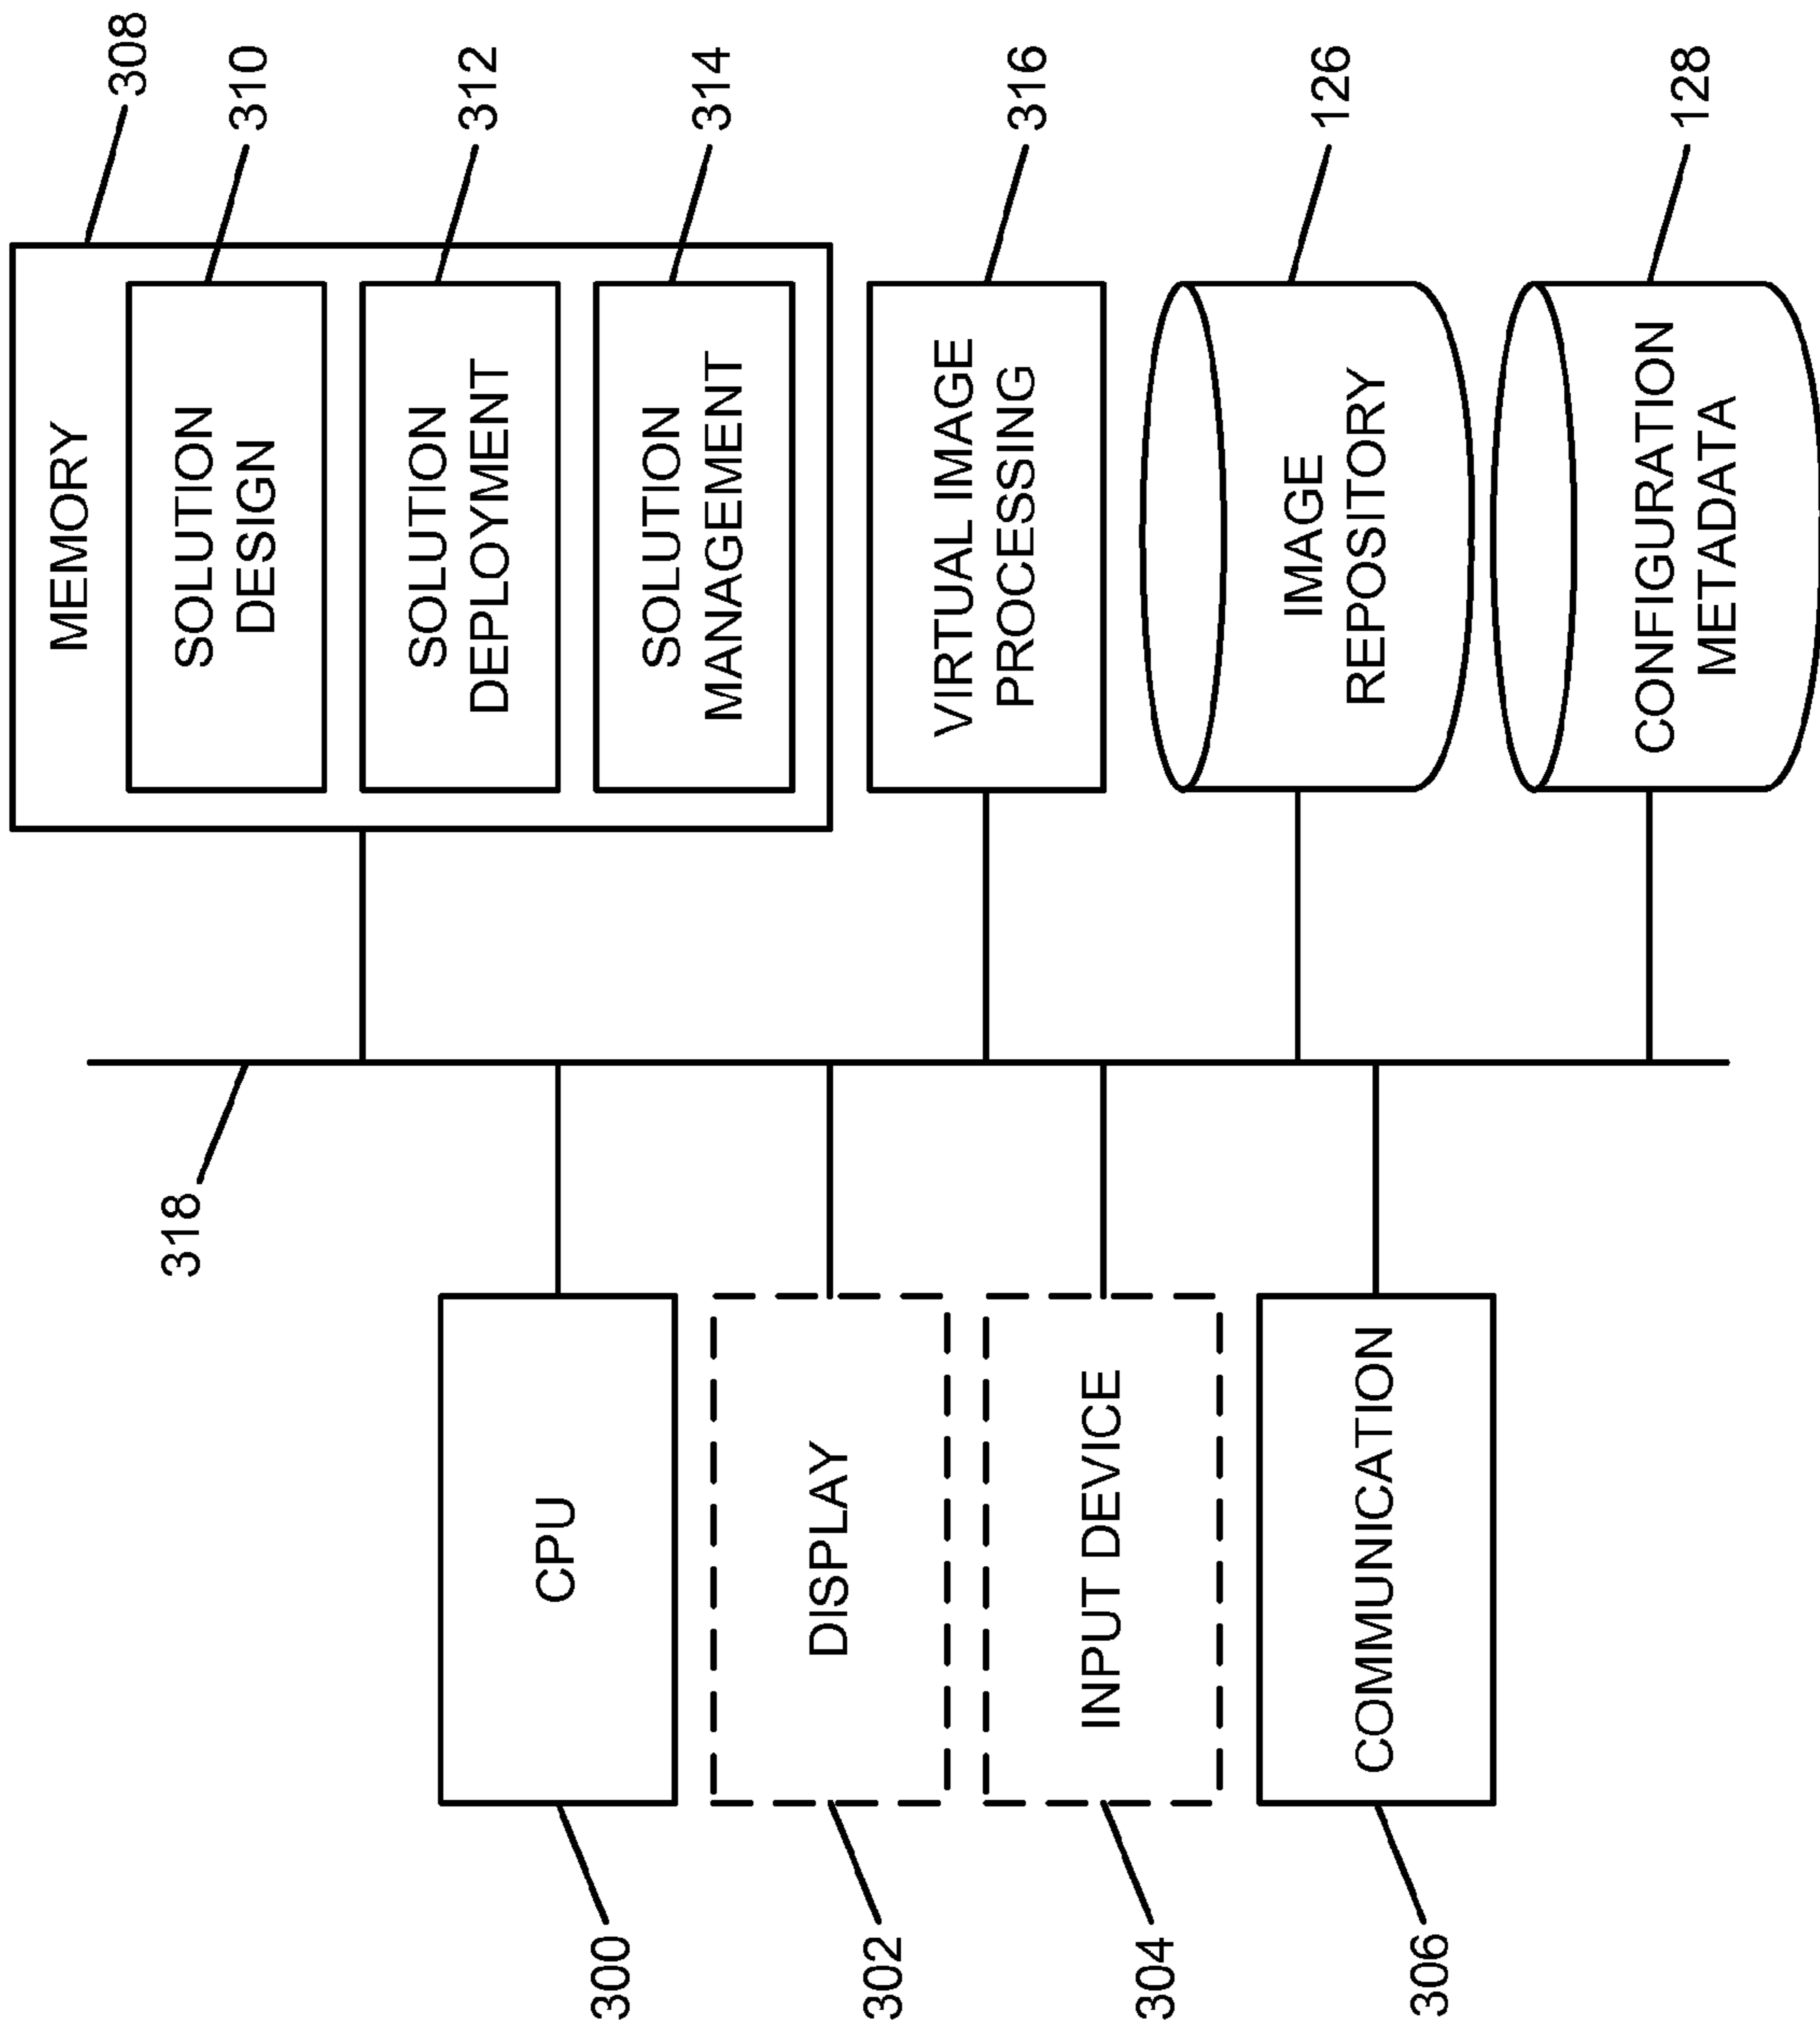 308
MEMORY
310
SOLUTION
DESIGN
312
SOLUTION
DEPLOYMENT
314
SOLUTION
MANAGEMENT
316
VIRTUAL IMAGE
PROCESSING
126
IMAGE
REPOSITORY
128
CONFIGURATION
METADATA
318
300
CPU
302
DISPLAY
304
INPUT DEVICE
306
COMMUNICATION